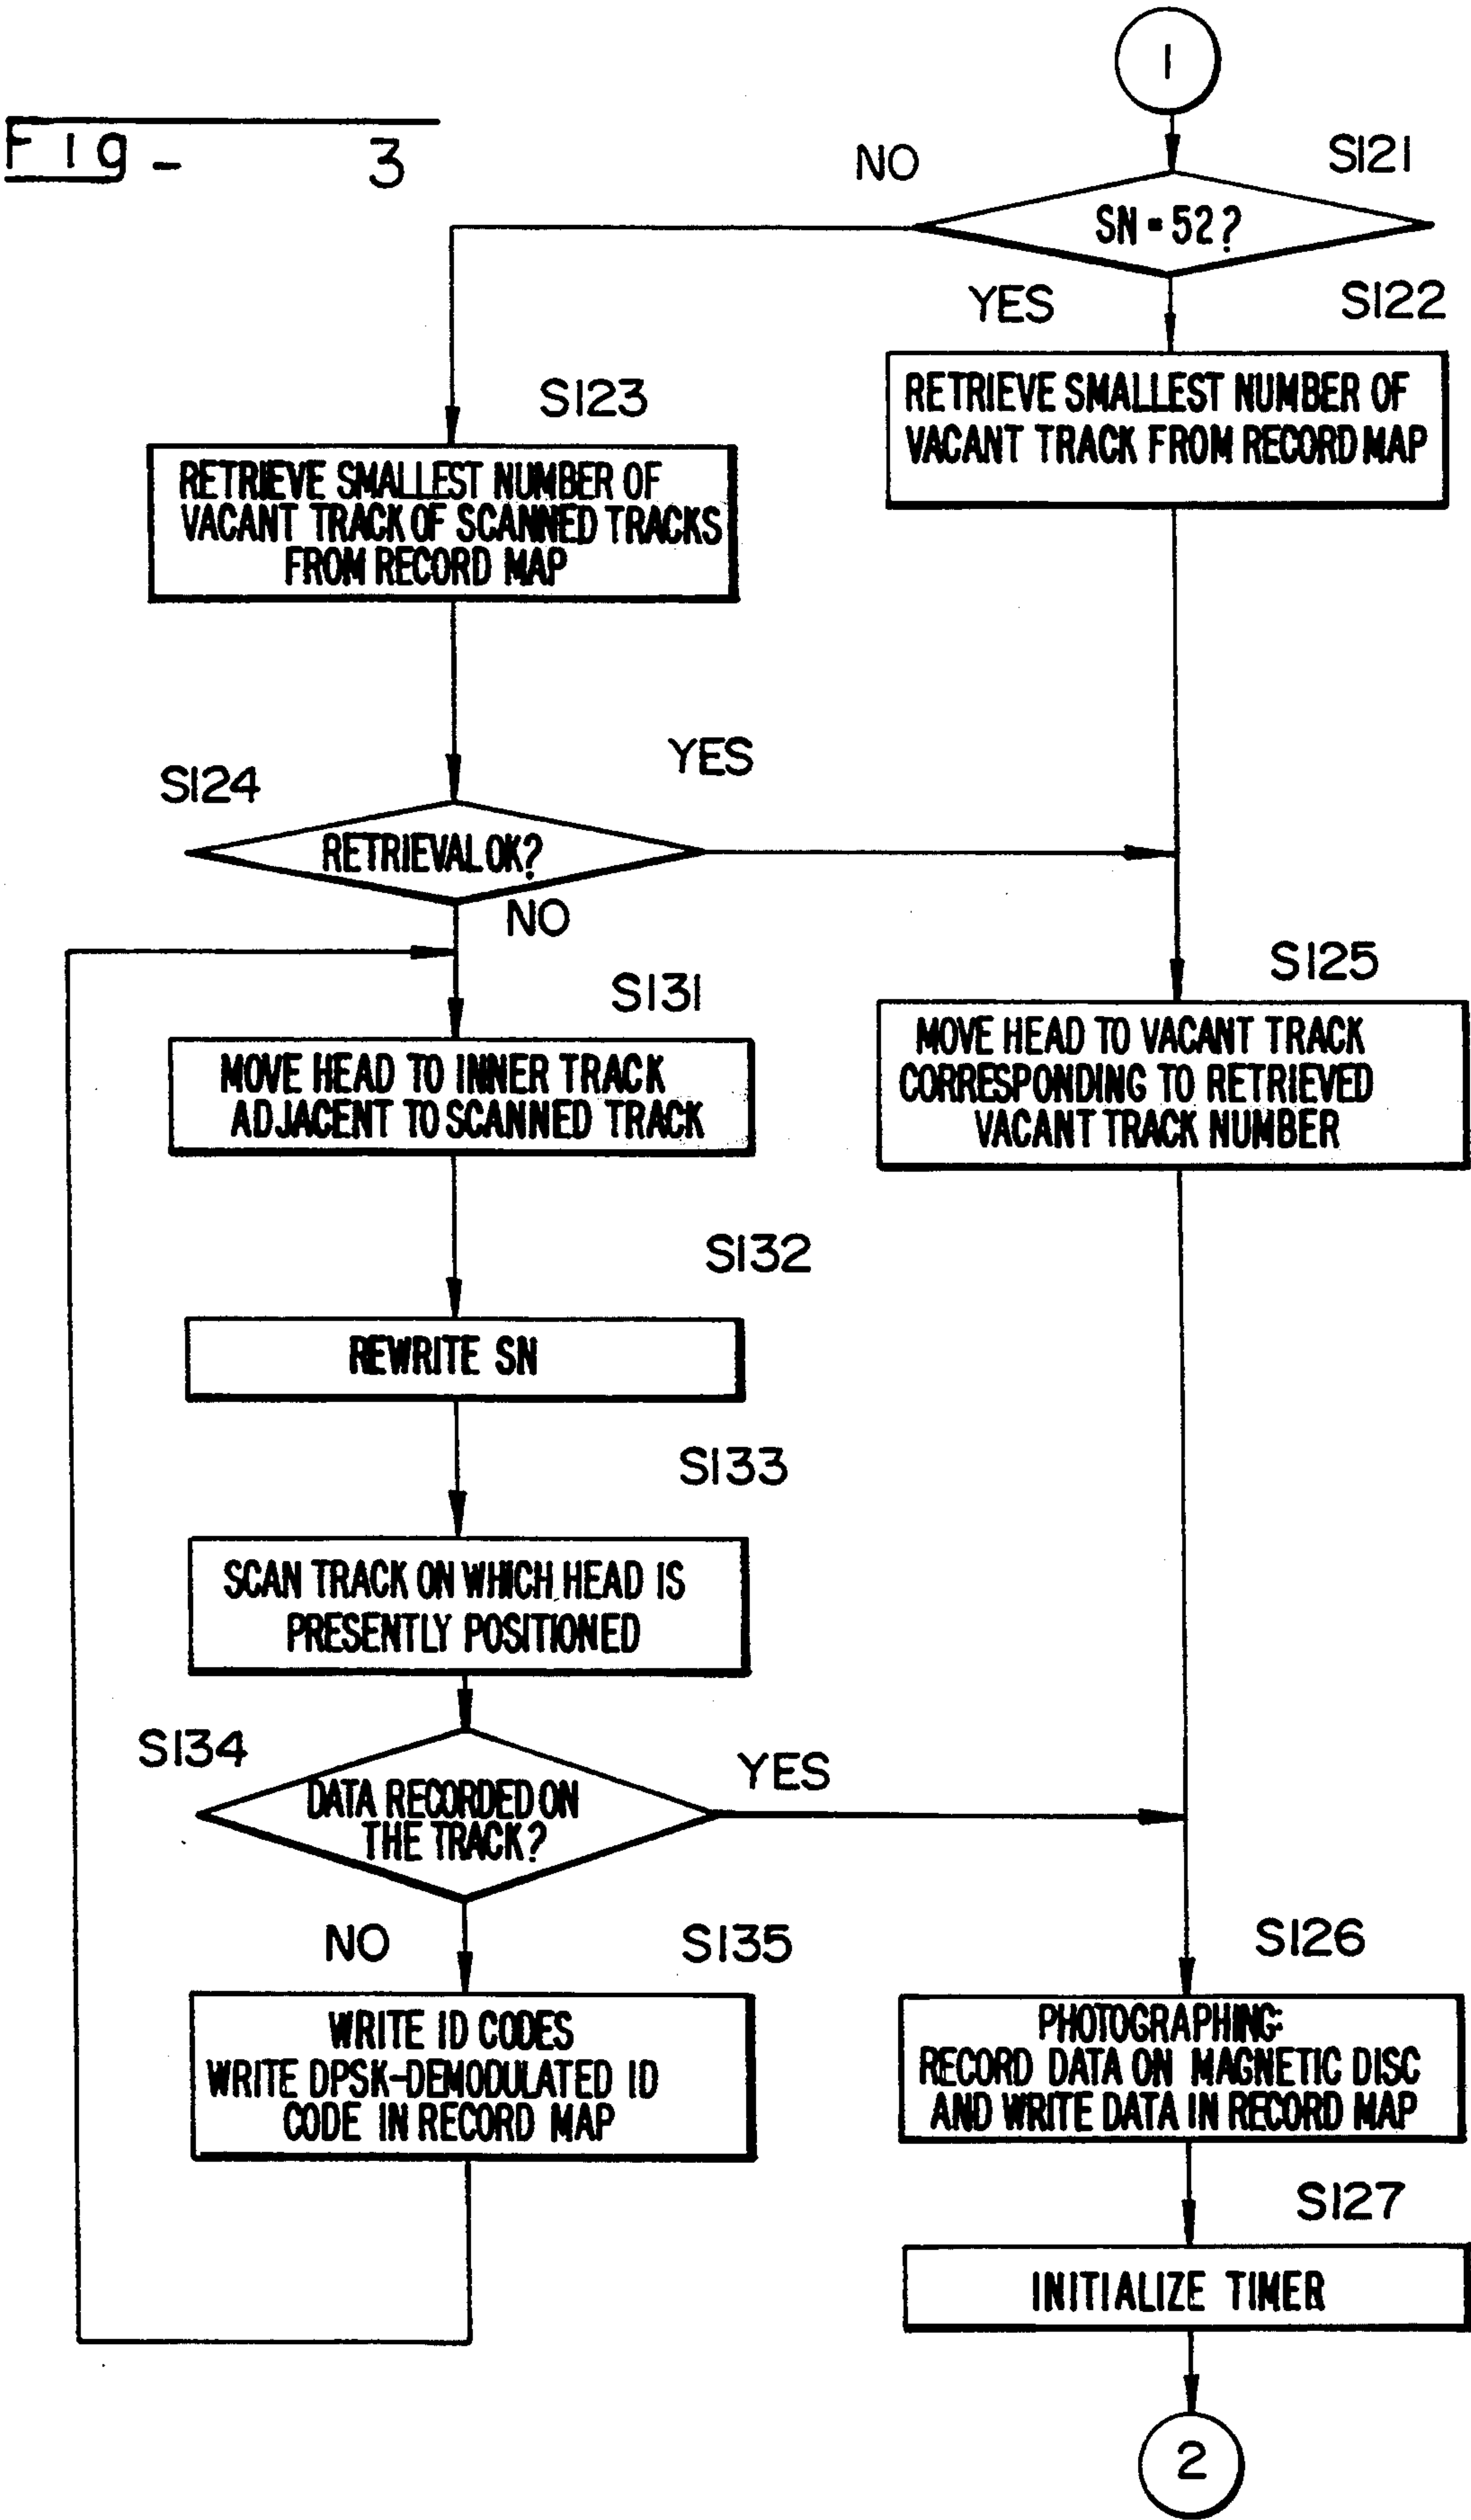 Fig- 3
1
S121
NO
SN=52?
YES
S122
RETRIEVE SMALLEST NUMBER OF
VACANT TRACK FROM RECORD MAP
S123
RETRIEVE SMALLEST NUMBER OF
VACANT TRACK OF SCANNED TRACKS
FROM RECORD MAP
S124
YES
RETRIEVAL OK?
NO
S125
MOVE HEAD TO VACANT TRACK
CORRESPONDING TO RETRIEVED
VACANT TRACK NUMBER
S131
MOVE HEAD TO INNER TRACK
ADJACENT TO SCANNED TRACK
S132
REWRITE SN
S133
SCAN TRACK ON WHICH HEAD IS
PRESENTLY POSITIONED
S134
YES
DATA RECORDED ON
THE TRACK?
NO
S135
WRITE ID CODES
WRITE DPSK-DEMODULATED ID
CODE IN RECORD MAP
S126
PHOTOGRAPHING:
RECORD DATA ON MAGNETIC DISC
AND WRITE DATA IN RECORD MAP
S127
INITIALIZE TIMER
2